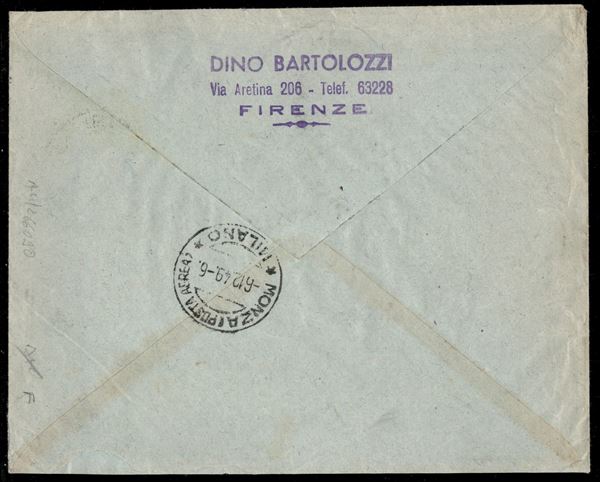 DINO BARTOLOZZI
Via Aretina 206 - Telef. 63228
FIRENZE
MONZA (POSTA AEREA) * MILANO *
-6.12.49-6.
F